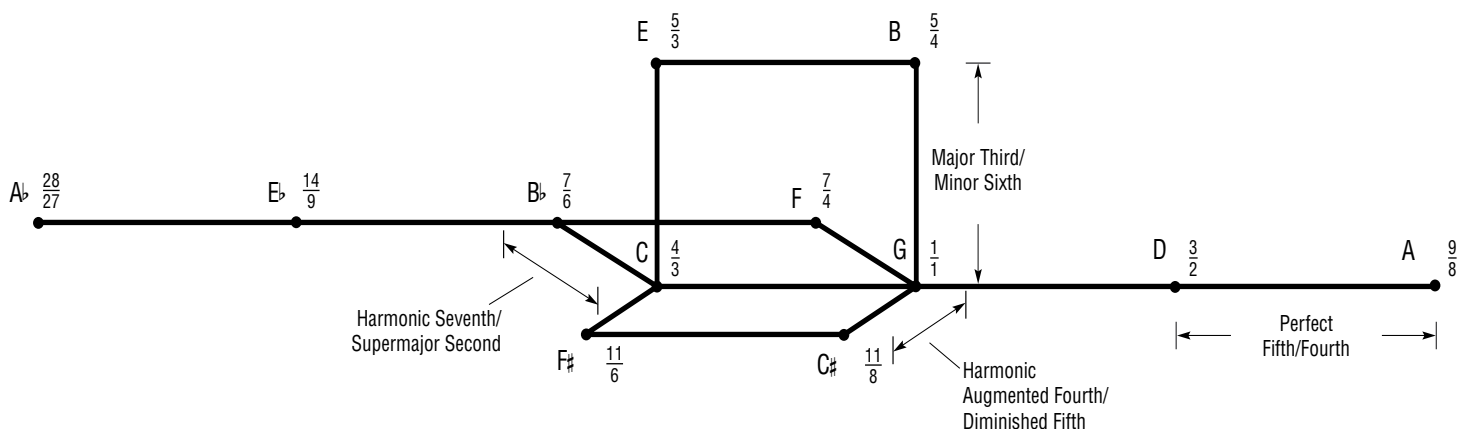 E 5/3
B 5/4
Major Third/
Minor Sixth
A♭ 28/27
E♭ 14/9
B♭ 7/6
F 7/4
C 4/3
G 1/1
D 3/2
A 9/8
Harmonic Seventh/
Supermajor Second
F♯ 11/6
C♯ 11/8
Harmonic
Augmented Fourth/
Diminished Fifth
Perfect
Fifth/Fourth